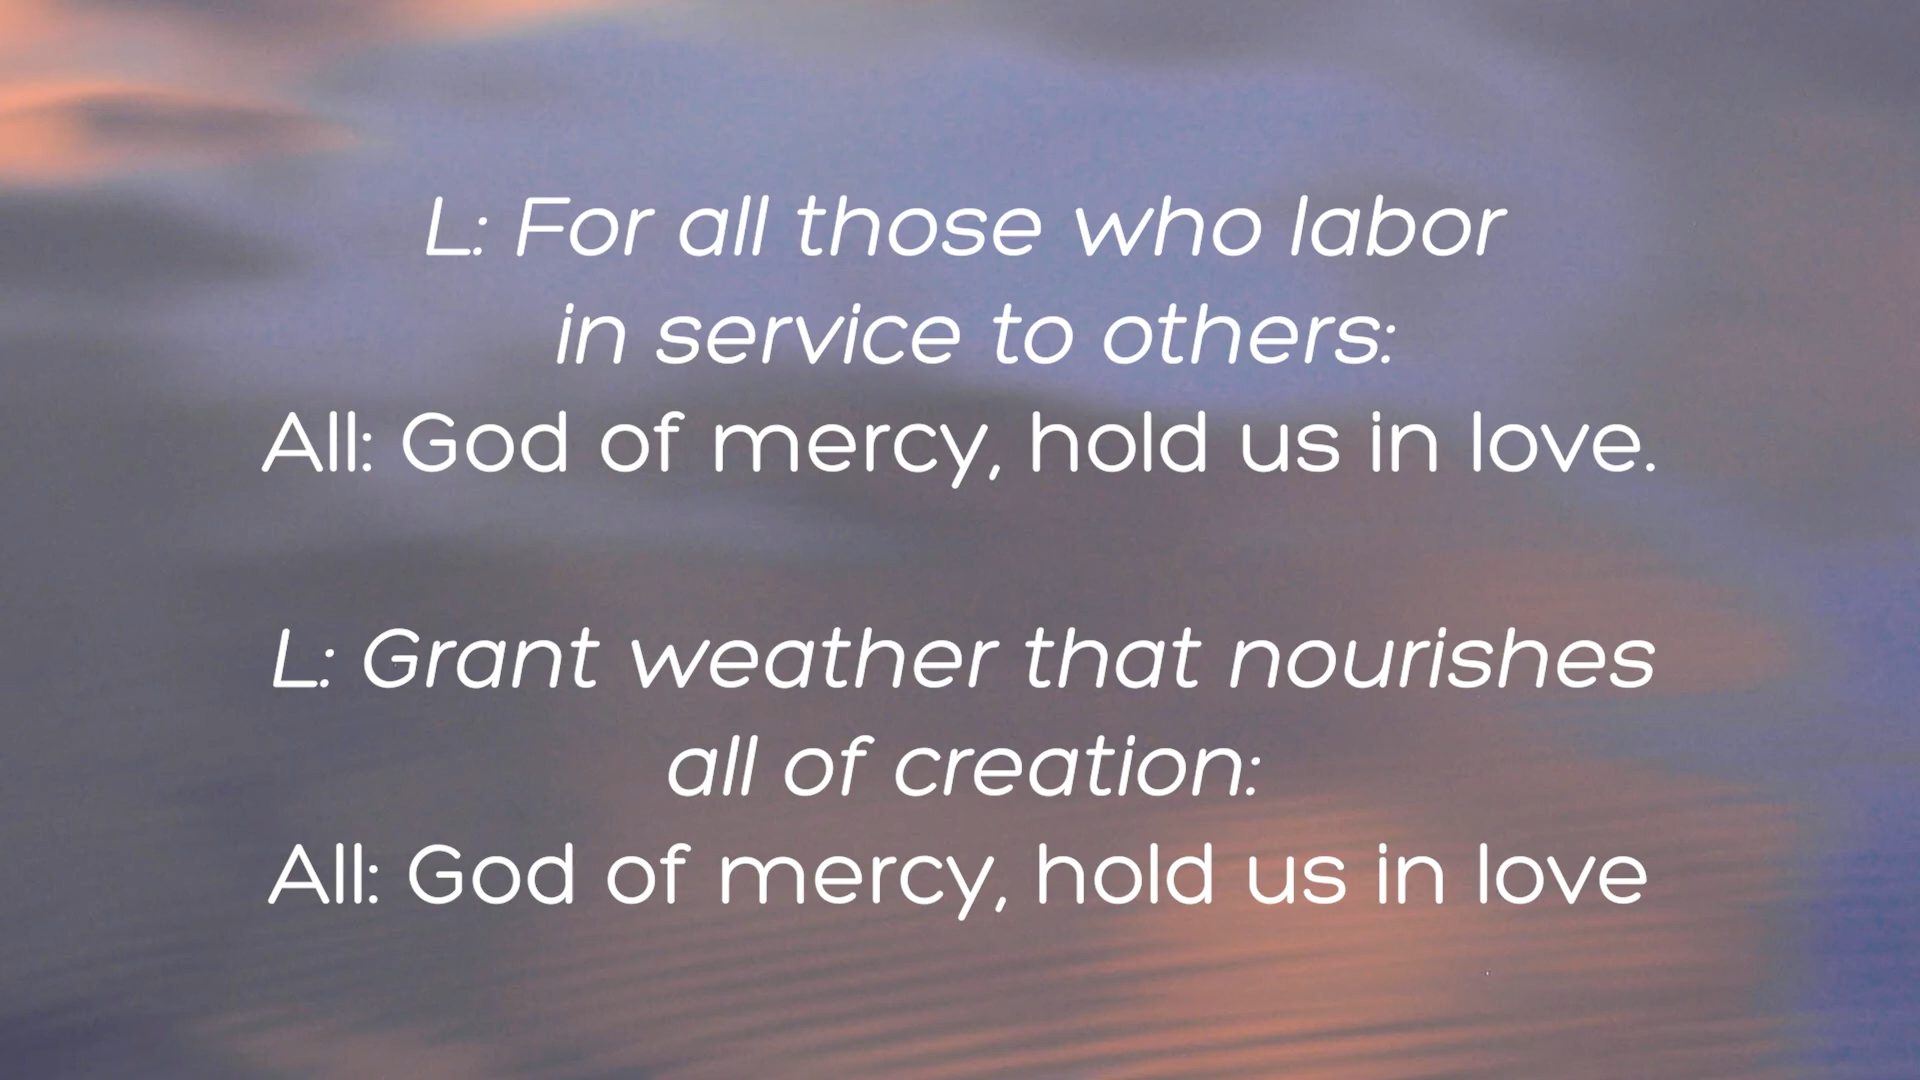 L: For all those who labor
in service to others:
All: God of mercy, hold us in love.
L: Grant weather that nourishes
all of creation:
All: God of mercy, hold us in love